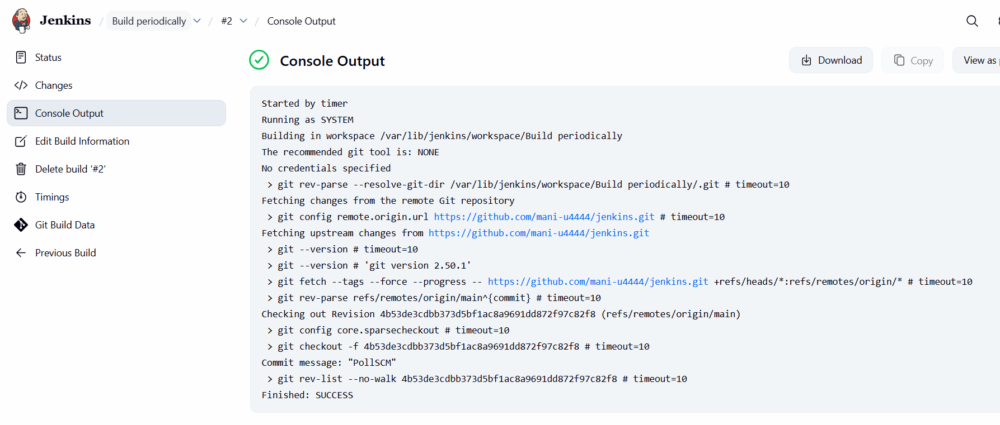 Jenkins / Build periodically / #2 / Console Output
Status
Changes
Console Output
Edit Build Information
Delete build ‘#2’
Timings
Git Build Data
Previous Build
Console Output
Download
Copy
View as
Started by timer
Running as SYSTEM
Building in workspace /var/lib/jenkins/workspace/Build periodically
The recommended git tool is: NONE
No credentials specified
> git rev-parse --resolve-git-dir /var/lib/jenkins/workspace/Build periodically/.git # timeout=10
Fetching changes from the remote Git repository
> git config remote.origin.url https://github.com/mani-u4444/jenkins.git # timeout=10
Fetching upstream changes from https://github.com/mani-u4444/jenkins.git
> git --version # timeout=10
> git --version # 'git version 2.50.1'
> git fetch --tags --force --progress -- https://github.com/mani-u4444/jenkins.git +refs/heads/*:refs/remotes/origin/* # timeout=10
> git rev-parse refs/remotes/origin/main^{commit} # timeout=10
Checking out Revision 4b53de3cdbb373d5bf1ac8a9691dd872f97c82f8 (refs/remotes/origin/main)
> git config core.sparsecheckout # timeout=10
> git checkout -f 4b53de3cdbb373d5bf1ac8a9691dd872f97c82f8 # timeout=10
Commit message: "PollSCM"
> git rev-list --no-walk 4b53de3cdbb373d5bf1ac8a9691dd872f97c82f8 # timeout=10
Finished: SUCCESS